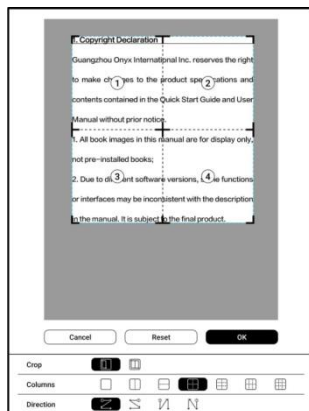 1. Copyright Declaration
Guangzhou Onyx International Inc. reserves the right
to make changes to the product specifications and
contents contained in the Quick Start Guide and User
Manual without prior notice.
1. All book images in this manual are for display only,
not pre-installed books;
2. Due to different software versions, some functions
or interfaces may be inconsistent with the description
in the manual. It is subject to the final product.
1
2
3
4
Cancel Reset OK
Crop
Columns
Direction